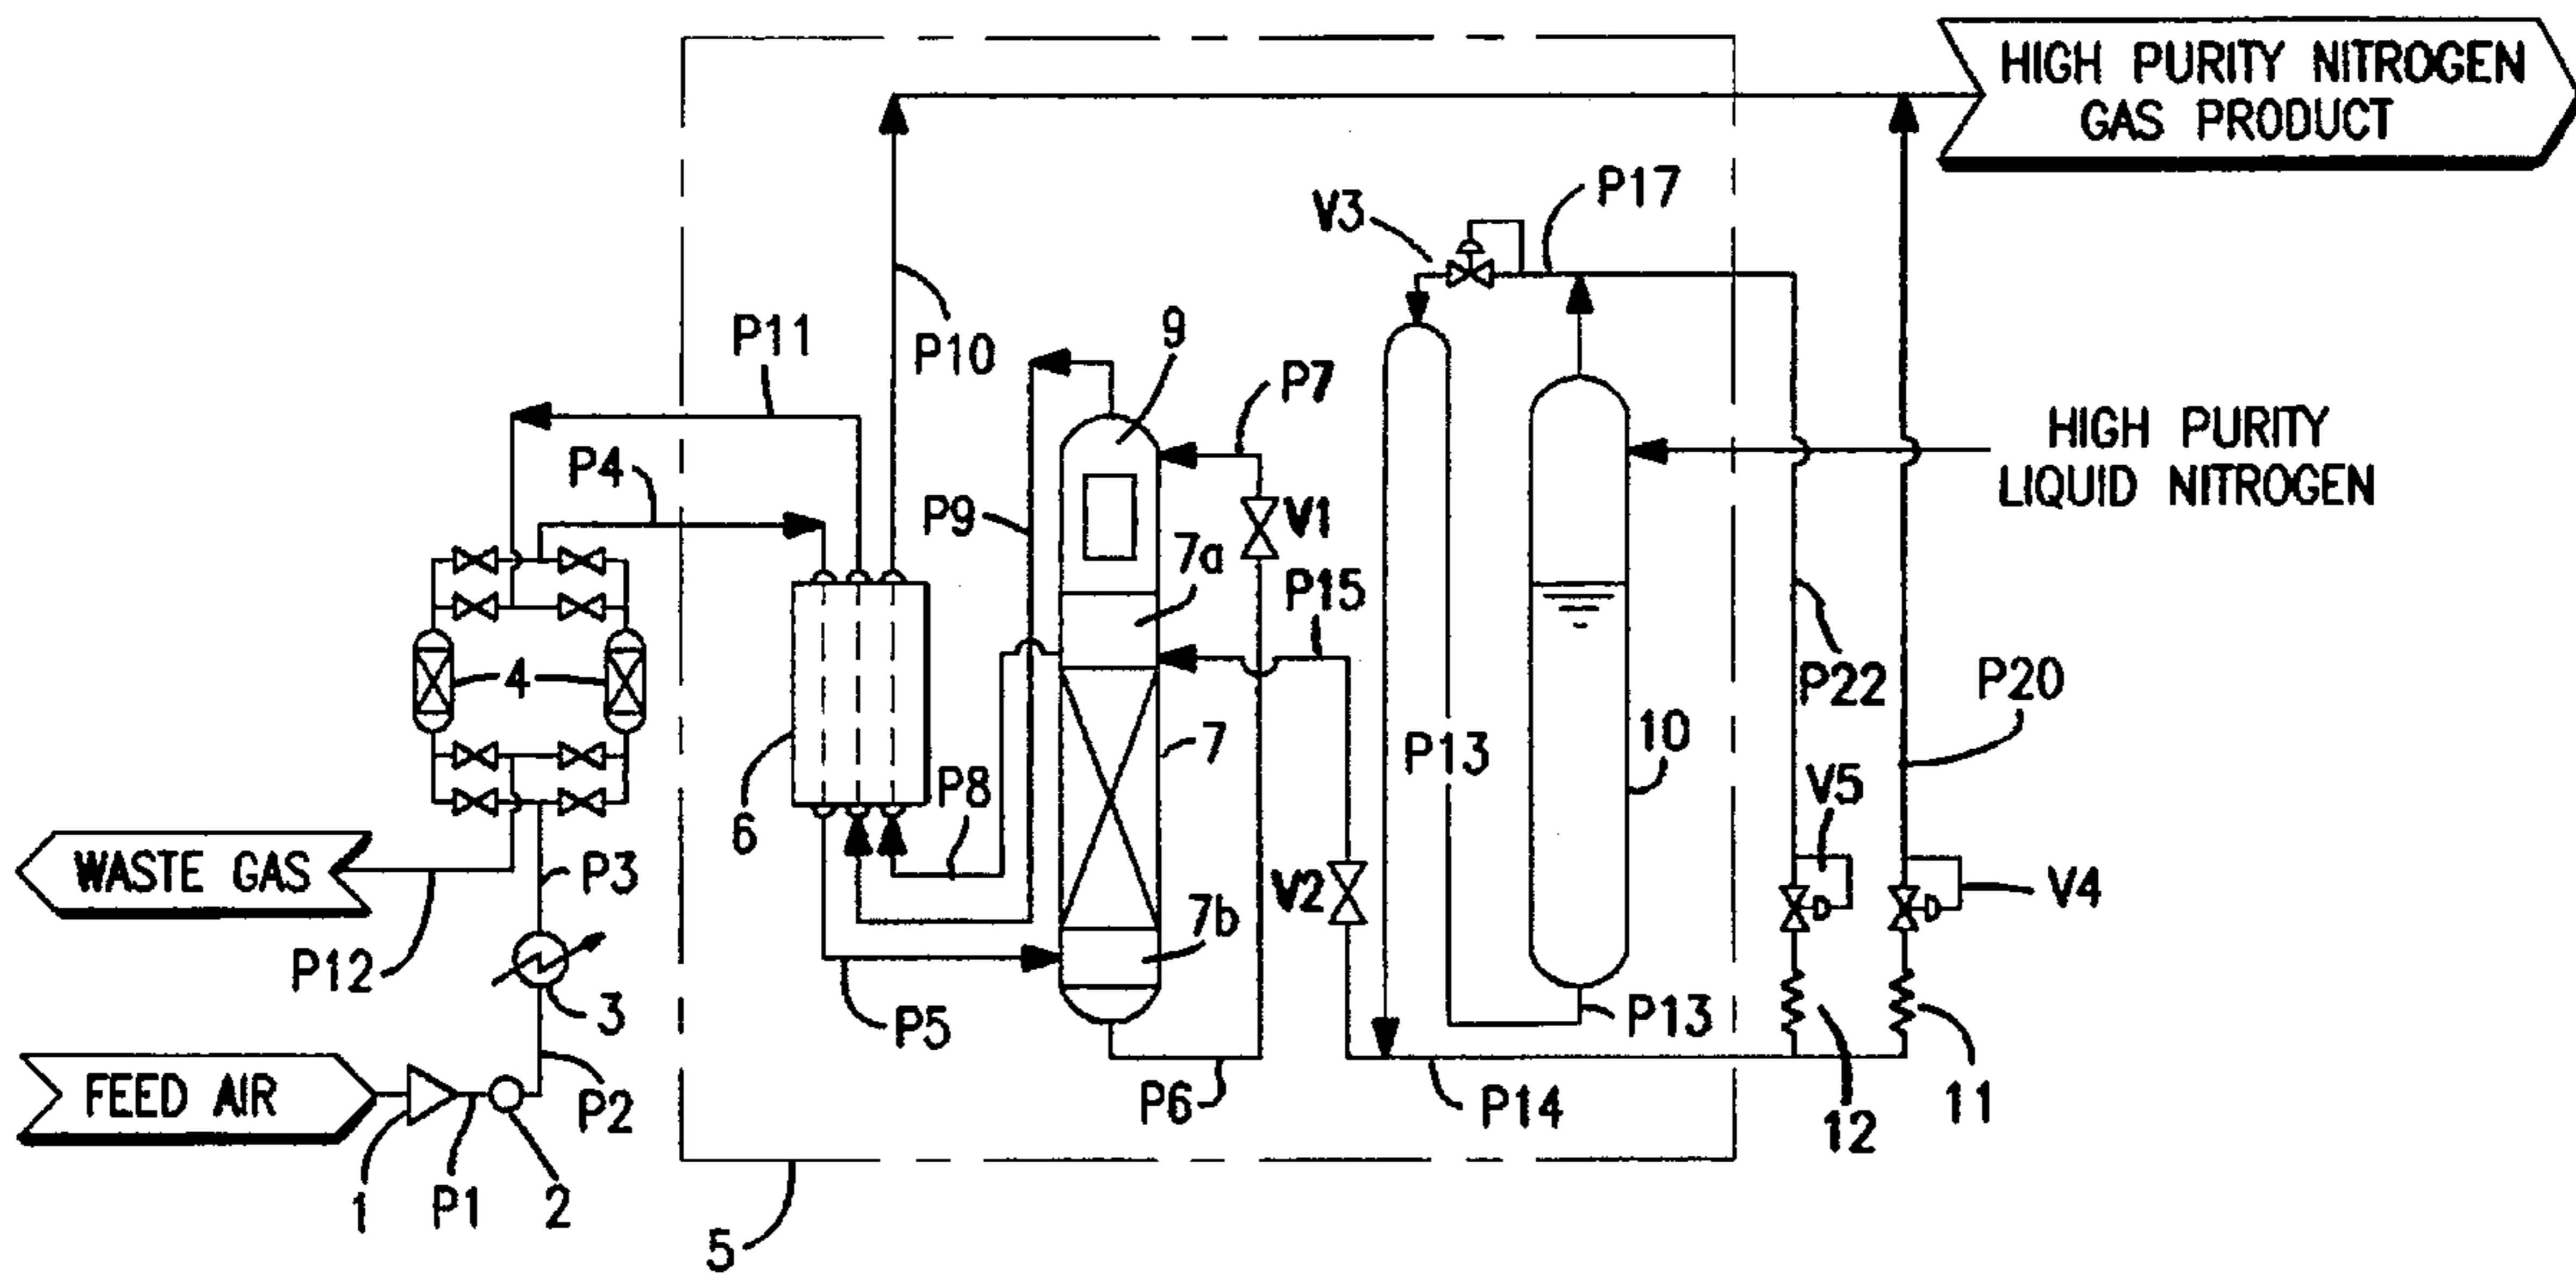 HIGH PURITY NITROGEN
GAS PRODUCT
P17
V3
P11
P10
9
P7
HIGH PURITY
LIQUID NITROGEN
P4
P9
V1
7a
P15
4
P22
P20
P13
7
10
6
P8
V5
WASTE GAS
P3
V2
V4
7b
P12
3
P5
P13
FEED AIR
P2
P6
P14
12
11
1
P1
2
5